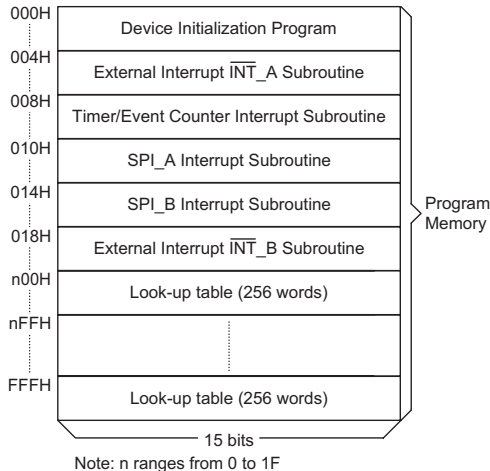 000H
Device Initialization Program
004H
External Interrupt INT_A Subroutine
008H
Timer/Event Counter Interrupt Subroutine
010H
SPI_A Interrupt Subroutine
014H
SPI_B Interrupt Subroutine
018H
External Interrupt INT_B Subroutine
n00H
Look-up table (256 words)
nFFH
FFFH
Look-up table (256 words)
Program
Memory
15 bits
Note: n ranges from 0 to 1F